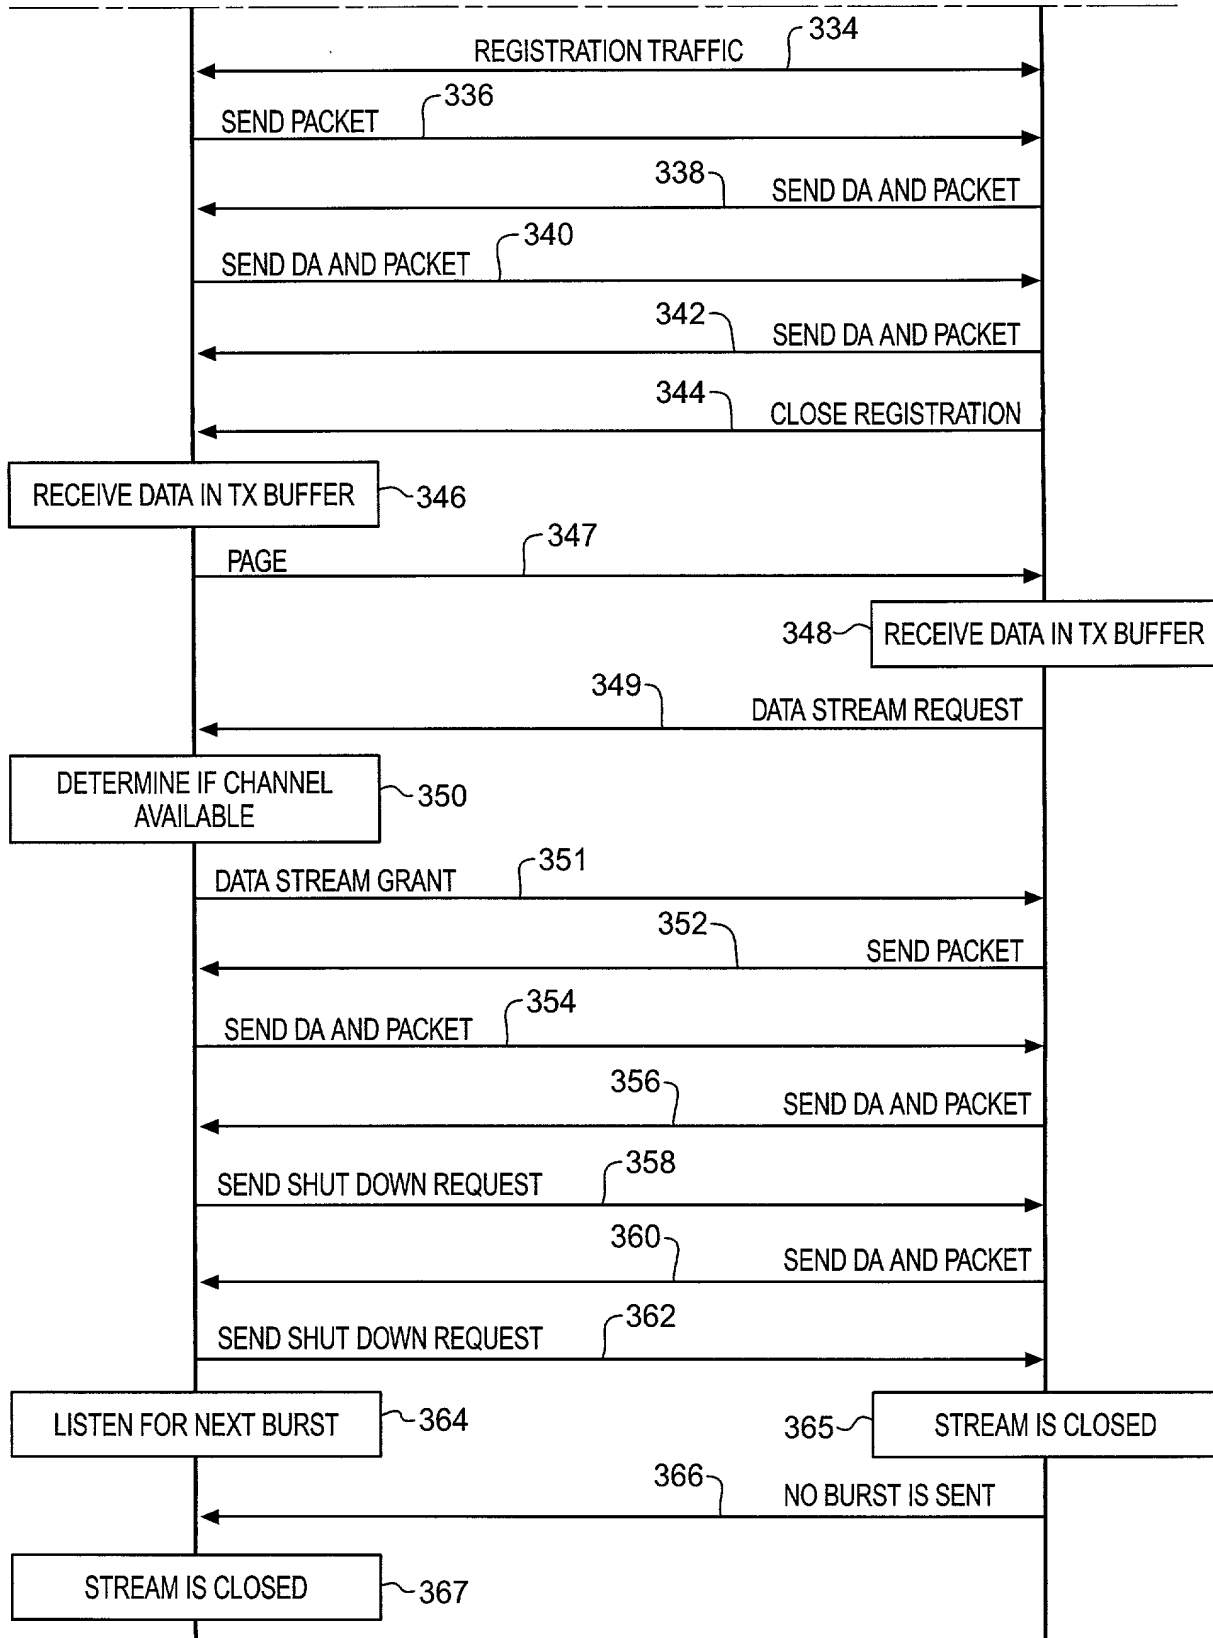 334
REGISTRATION TRAFFIC
336
SEND PACKET
338
SEND DA AND PACKET
340
SEND DA AND PACKET
342
SEND DA AND PACKET
344
CLOSE REGISTRATION
RECEIVE DATA IN TX BUFFER
346
347
PAGE
348
RECEIVE DATA IN TX BUFFER
349
DATA STREAM REQUEST
DETERMINE IF CHANNEL
AVAILABLE
350
351
DATA STREAM GRANT
352
SEND PACKET
354
SEND DA AND PACKET
356
SEND DA AND PACKET
358
SEND SHUT DOWN REQUEST
360
SEND DA AND PACKET
362
SEND SHUT DOWN REQUEST
LISTEN FOR NEXT BURST
364
365
STREAM IS CLOSED
366
NO BURST IS SENT
STREAM IS CLOSED
367